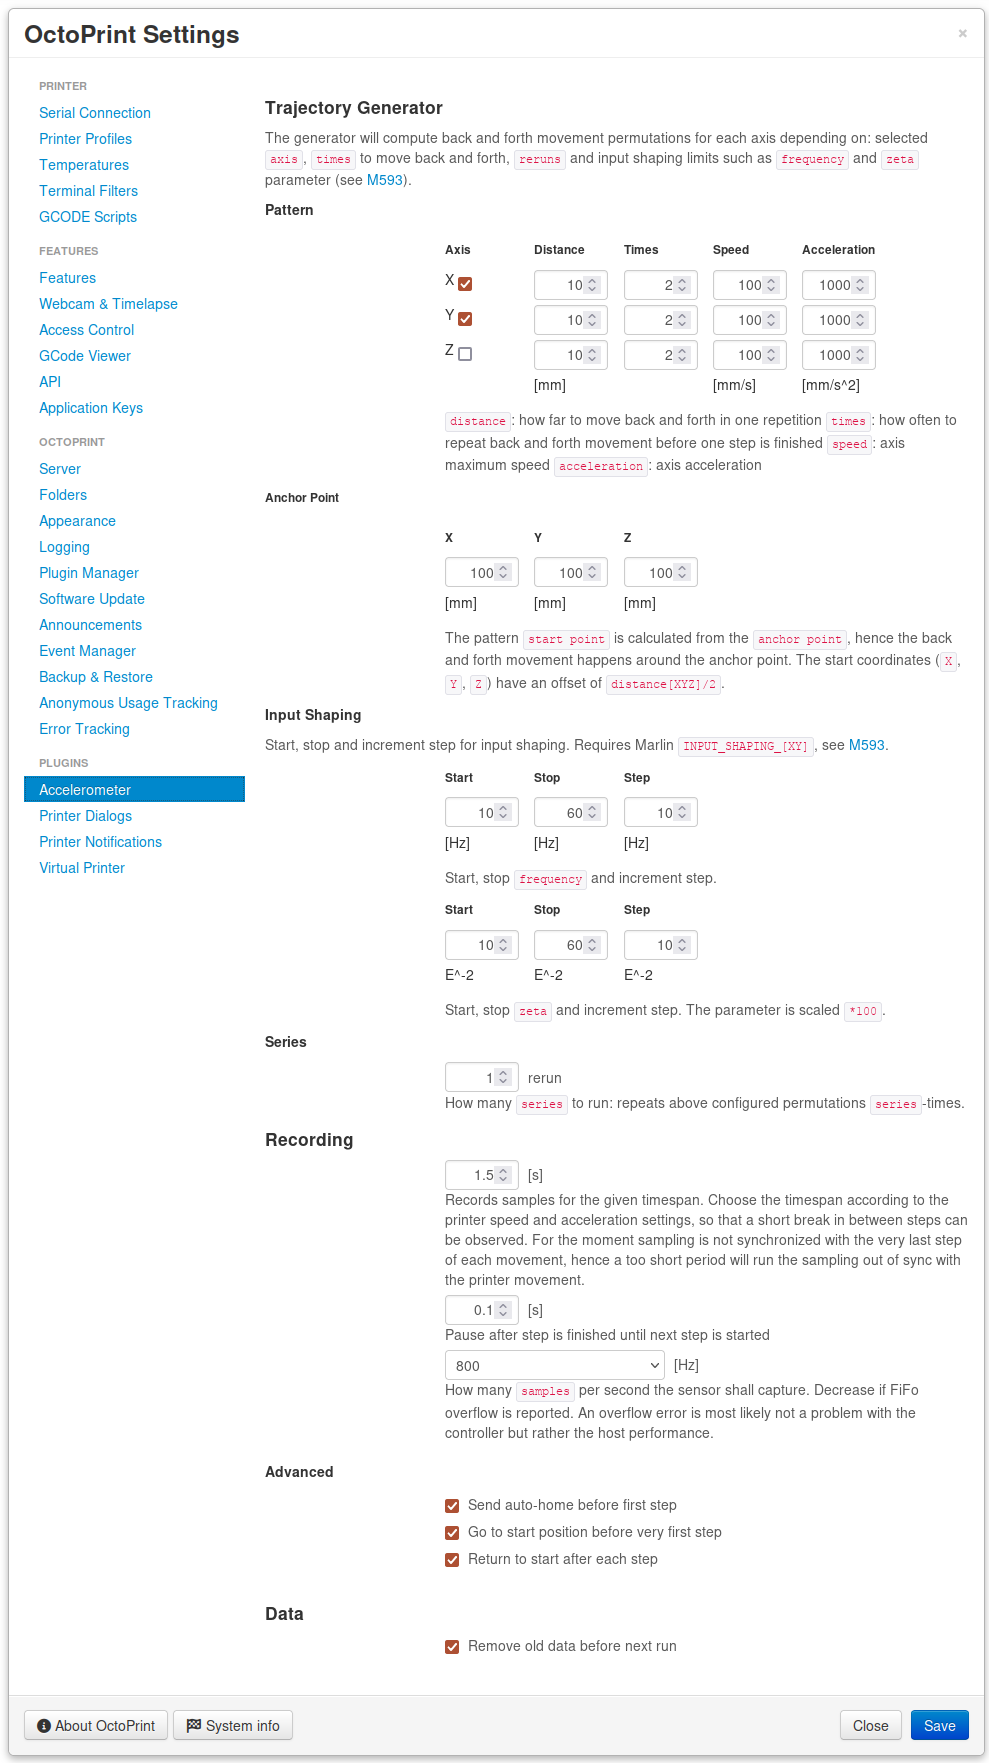 OctoPrint Settings
×
PRINTER
Serial Connection
Printer Profiles
Temperatures
Terminal Filters
GCODE Scripts
FEATURES
Features
Webcam & Timelapse
Access Control
GCode Viewer
API
Application Keys
OCTOPRINT
Server
Folders
Appearance
Logging
Plugin Manager
Software Update
Announcements
Event Manager
Backup & Restore
Anonymous Usage Tracking
Error Tracking
PLUGINS
Accelerometer
Printer Dialogs
Printer Notifications
Virtual Printer
Trajectory Generator
The generator will compute back and forth movement permutations for each axis depending on: selected
axis, times to move back and forth, reruns and input shaping limits such as frequency and zeta
parameter (see M593).
Pattern
Axis Distance Times Speed Acceleration
X 10 2 100 1000
Y 10 2 100 1000
Z 10 2 100 1000
[mm] [mm/s] [mm/s^2]
distance: how far to move back and forth in one repetition times: how often to
repeat back and forth movement before one step is finished speed: axis
maximum speed acceleration: axis acceleration
Anchor Point
X Y Z
100 100 100
[mm] [mm] [mm]
The pattern start point is calculated from the anchor point, hence the back
and forth movement happens around the anchor point. The start coordinates (X,
Y, Z) have an offset of distance[XYZ]/2.
Input Shaping
Start, stop and increment step for input shaping. Requires Marlin INPUT_SHAPING_[XY], see M593.
Start Stop Step
10 60 10
[Hz] [Hz] [Hz]
Start, stop frequency and increment step.
Start Stop Step
10 60 10
E^-2 E^-2 E^-2
Start, stop zeta and increment step. The parameter is scaled *100.
Series
1 rerun
How many series to run: repeats above configured permutations series-times.
Recording
1.5 [s]
Records samples for the given timespan. Choose the timespan according to the
printer speed and acceleration settings, so that a short break in between steps can
be observed. For the moment sampling is not synchronized with the very last step
of each movement, hence a too short period will run the sampling out of sync with
the printer movement.
0.1 [s]
Pause after step is finished until next step is started
800 [Hz]
How many samples per second the sensor shall capture. Decrease if FiFo
overflow is reported. An overflow error is most likely not a problem with the
controller but rather the host performance.
Advanced
Send auto-home before first step
Go to start position before very first step
Return to start after each step
Data
Remove old data before next run
About OctoPrint System info Close Save